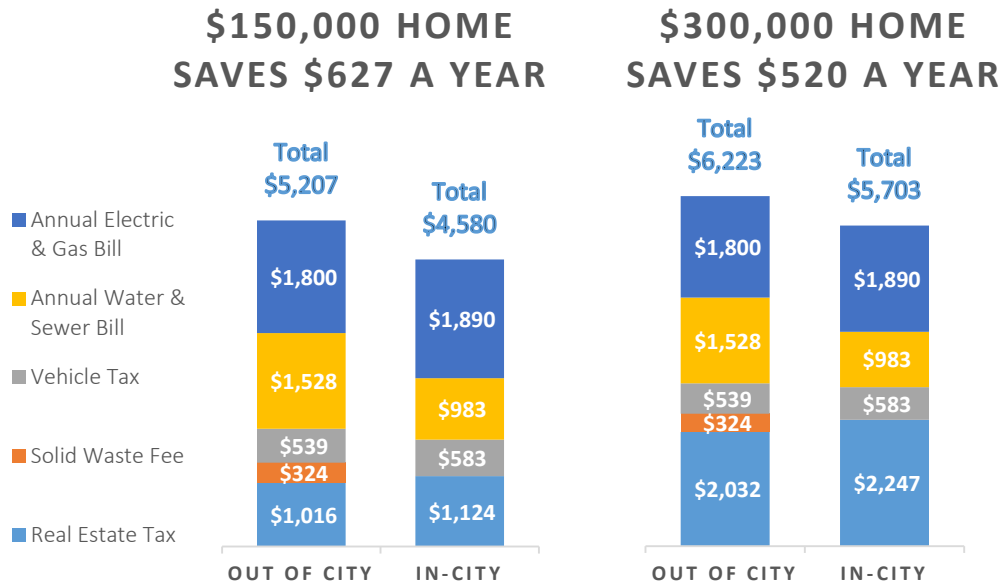 $150,000 HOME
SAVES $627 A YEAR
$300,000 HOME
SAVES $520 A YEAR
Annual Electric
& Gas Bill
Annual Water &
Sewer Bill
Vehicle Tax
Solid Waste Fee
Real Estate Tax
Total
$5,207
$1,800
$1,528
$539
$324
$1,016
OUT OF CITY
Total
$4,580
$1,890
$983
$583
$1,124
IN-CITY
Total
$6,223
$1,800
$1,528
$539
$324
$2,032
OUT OF CITY
Total
$5,703
$1,890
$983
$583
$2,247
IN-CITY